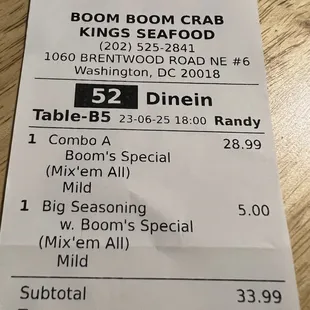 BOOM BOOM CRAB
KINGS SEAFOOD
(202) 525-2841
1060 BRENTWOOD ROAD NE #6
Washington, DC 20018
52 Dinein
Table-B5 23-06-25 18:00 Randy
1 Combo A 28.99
Boom's Special
(Mix'em All)
Mild
1 Big Seasoning 5.00
w. Boom's Special
(Mix'em All)
Mild
Subtotal 33.99